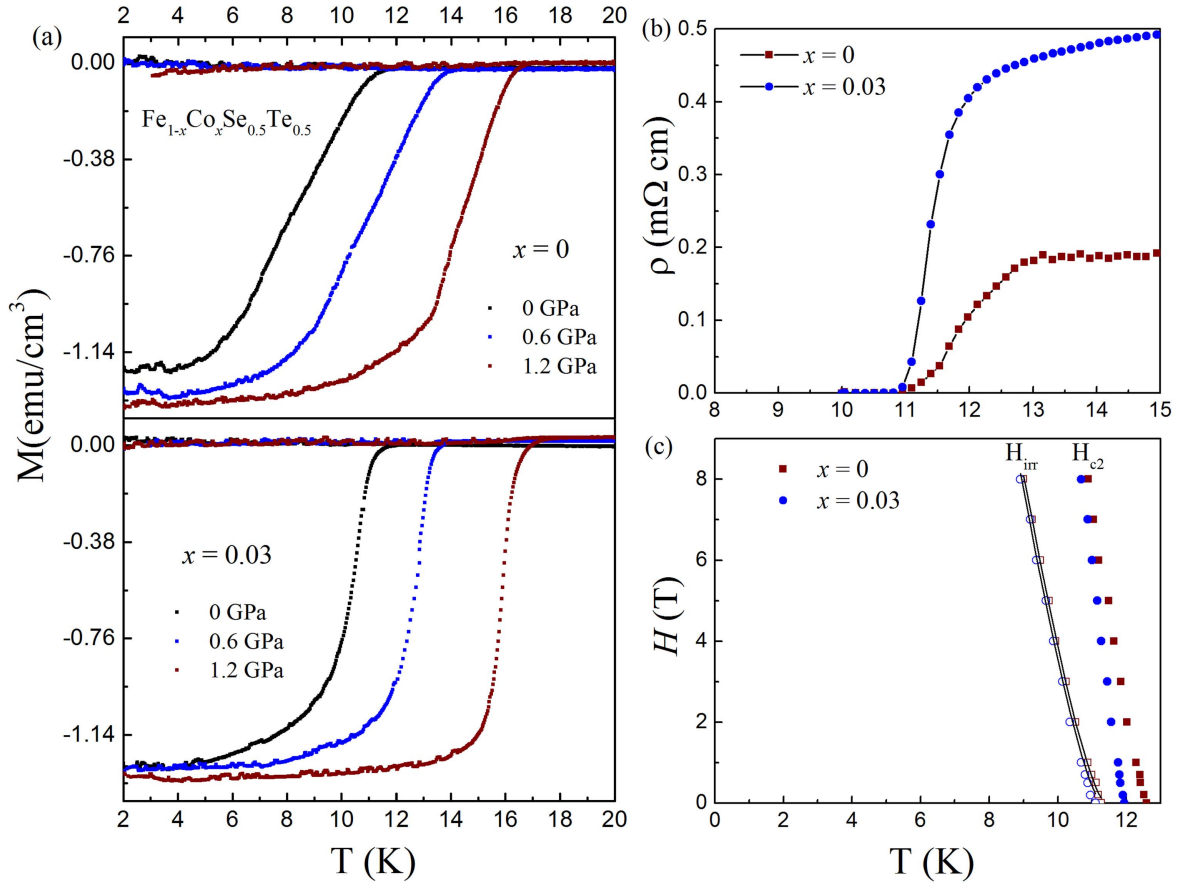 2 4 6 8 10 12 14 16 18 20
(a)
0.00
Fe1-xCoxSe0.5Te0.5
-0.38
-0.76
x = 0
0 GPa
0.6 GPa
1.2 GPa
-1.14
M(emu/cm³)
0.00
-0.38
x = 0.03
-0.76
0 GPa
0.6 GPa
1.2 GPa
-1.14
2 4 6 8 10 12 14 16 18 20
T (K)
(b)
x = 0
x = 0.03
0.5
0.4
0.3
0.2
0.1
0.0
ρ (mΩ cm)
8 9 10 11 12 13 14 15
(c)
x = 0
x = 0.03
Hirr Hc2
8
6
4
2
0
H (T)
0 2 4 6 8 10 12
T (K)